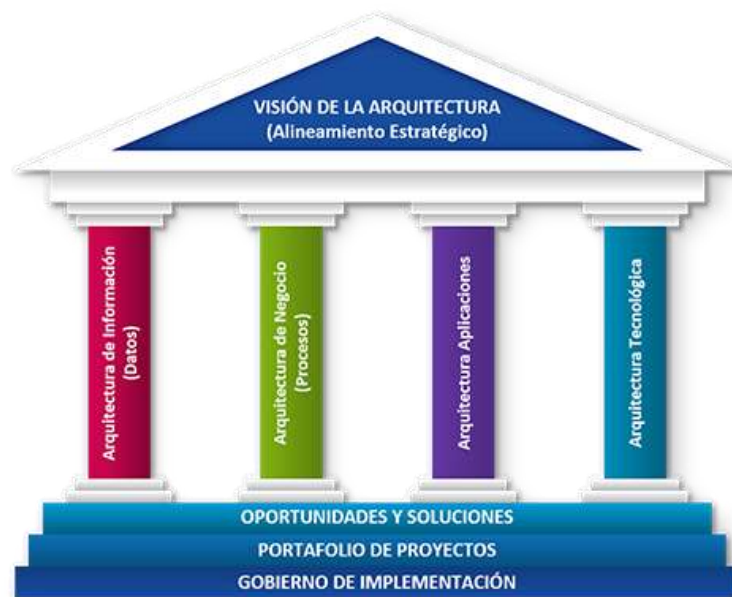 VISIÓN DE LA ARQUITECTURA
(Alineamiento Estratégico)
Arquitectura de Información
(Datos)
Arquitectura de Negocio
(Procesos)
Arquitectura Aplicaciones
Arquitectura Tecnológica
OPORTUNIDADES Y SOLUCIONES
PORTAFOLIO DE PROYECTOS
GOBIERNO DE IMPLEMENTACIÓN